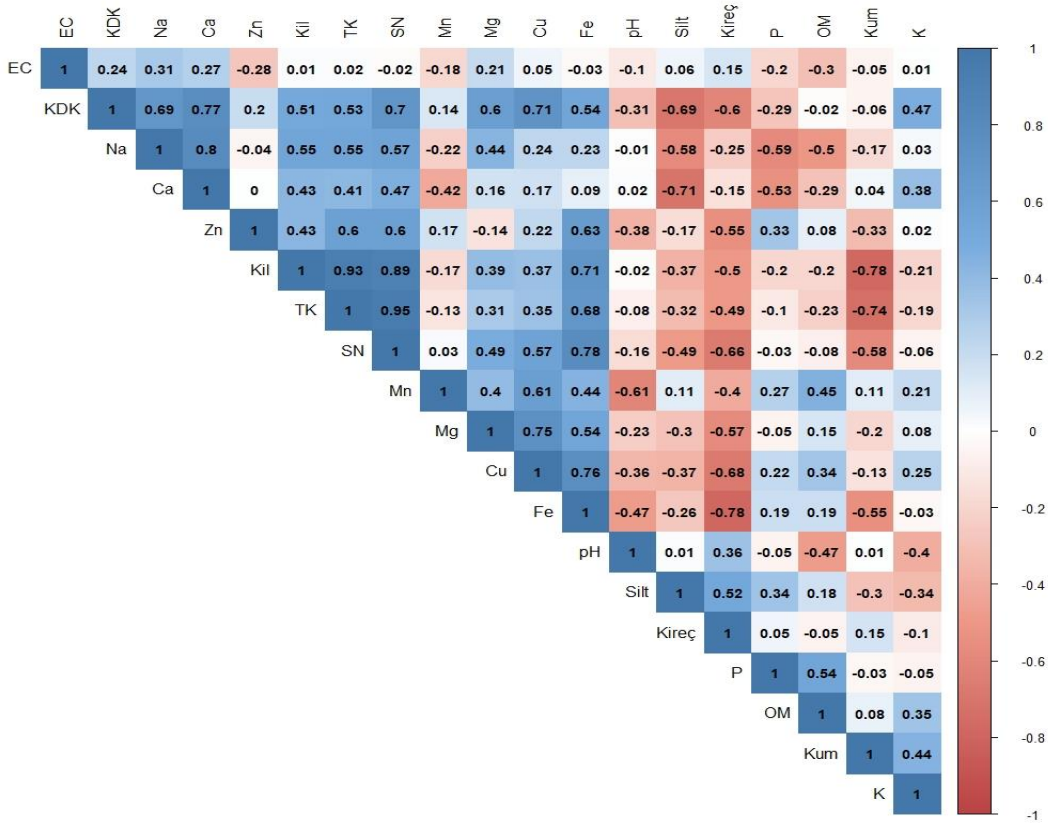 EC KDK Na Ca Zn Kil TK SN Mn Mg Cu Fe pH Silt Kireç P OM Kum K
EC 1 0.24 0.31 0.27 -0.28 0.01 0.02 -0.02 -0.18 0.21 0.05 -0.03 -0.1 0.06 0.15 -0.2 -0.3 -0.05 0.01
KDK 1 0.69 0.77 0.2 0.51 0.53 0.7 0.14 0.6 0.71 0.54 -0.31 -0.69 -0.6 -0.29 -0.02 -0.06 0.47
Na 1 0.8 -0.04 0.55 0.55 0.57 -0.22 0.44 0.24 0.23 -0.01 -0.58 -0.25 -0.59 -0.5 -0.17 0.03
Ca 1 0 0.43 0.41 0.47 -0.42 0.16 0.17 0.09 0.02 -0.71 -0.15 -0.53 -0.29 0.04 0.38
Zn 1 0.43 0.6 0.6 0.17 -0.14 0.22 0.63 -0.38 -0.17 -0.55 0.33 0.08 -0.33 0.02
Kil 1 0.93 0.89 -0.17 0.39 0.37 0.71 -0.02 -0.37 -0.5 -0.2 -0.2 -0.78 -0.21
TK 1 0.95 -0.13 0.31 0.35 0.68 -0.08 -0.32 -0.49 -0.1 -0.23 -0.74 -0.19
SN 1 0.03 0.49 0.57 0.78 -0.16 -0.49 -0.66 -0.03 -0.08 -0.58 -0.06
Mn 1 0.4 0.61 0.44 -0.61 0.11 -0.4 0.27 0.45 0.11 0.21
Mg 1 0.75 0.54 -0.23 -0.3 -0.57 -0.05 0.15 -0.2 0.08
Cu 1 0.76 -0.36 -0.37 -0.68 0.22 0.34 -0.13 0.25
Fe 1 -0.47 -0.26 -0.78 0.19 0.19 -0.55 -0.03
pH 1 0.01 0.36 -0.05 -0.47 0.01 -0.4
Silt 1 0.52 0.34 0.18 -0.3 -0.34
Kireç 1 0.05 -0.05 0.15 -0.1
P 1 0.54 -0.03 -0.05
OM 1 0.08 0.35
Kum 1 0.44
K 1
1
0.8
0.6
0.4
0.2
0
-0.2
-0.4
-0.6
-0.8
-1